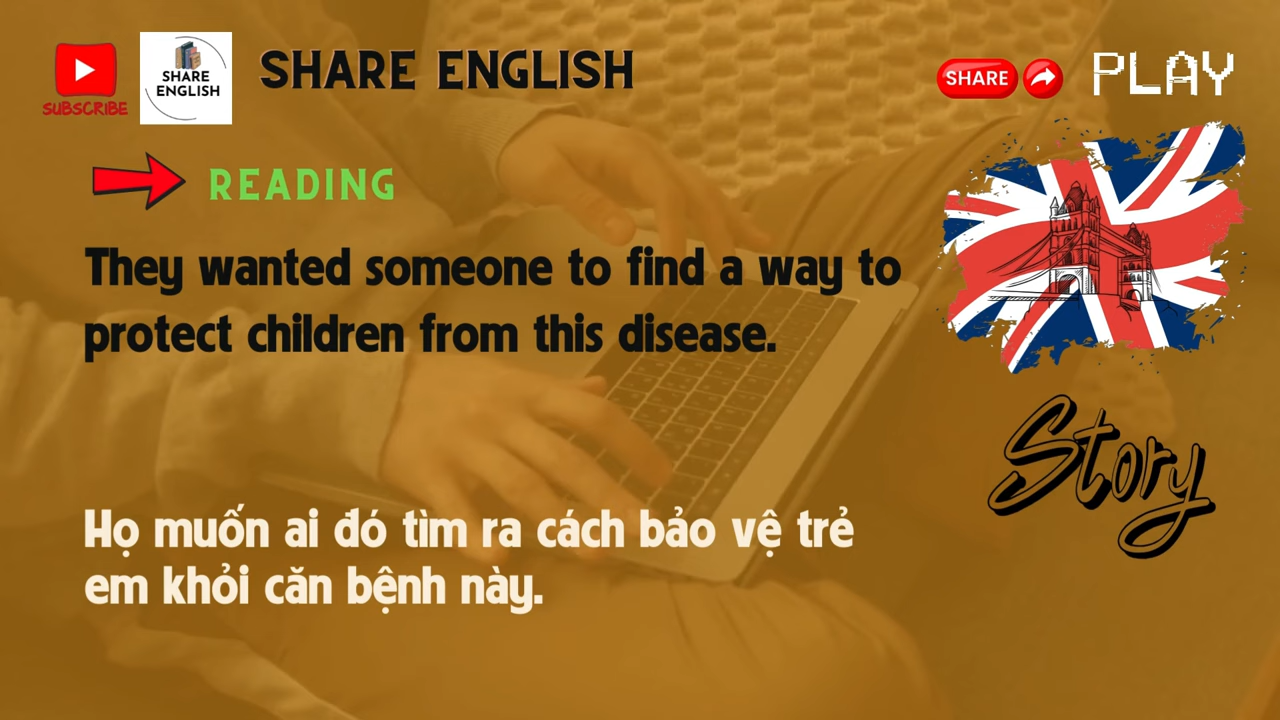 SUBSCRIBE
SHARE
ENGLISH
SHARE ENGLISH
SHARE
PLAY
READING
They wanted someone to find a way to
protect children from this disease.
Story
Họ muốn ai đó tìm ra cách bảo vệ trẻ
em khỏi căn bệnh này.